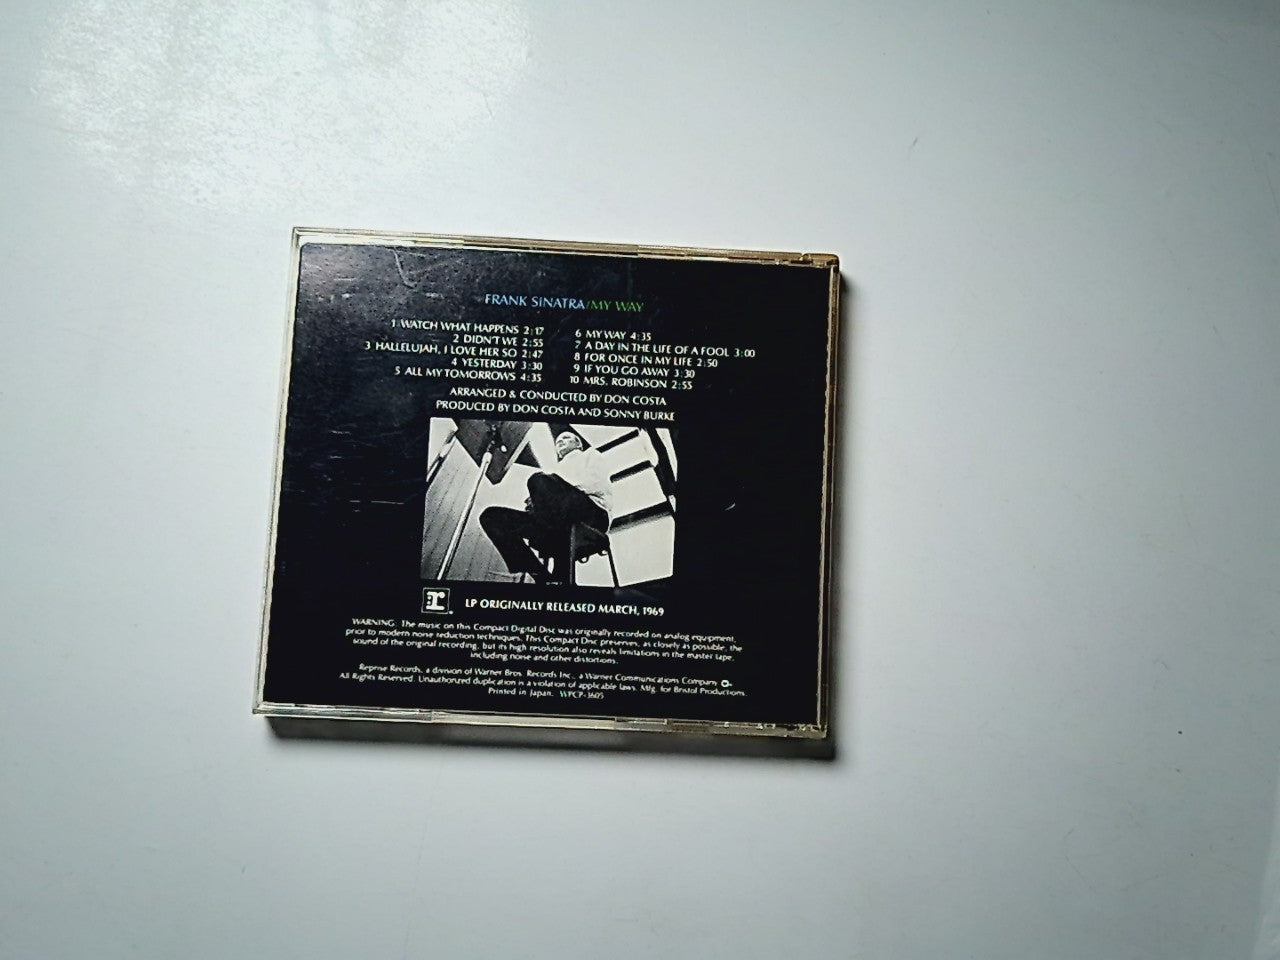 FRANK SINATRA/MY WAY
1 WATCH WHAT HAPPENS 2:17
2 DIDN'T WE 2:55
3 HALLELUJAH, I LOVE HER SO 2:47
4 YESTERDAY 3:30
5 ALL MY TOMORROWS 4:35
6 MY WAY 4:35
7 A DAY IN THE LIFE OF A FOOL 3:00
8 FOR ONCE IN MY LIFE 2:50
9 IF YOU GO AWAY 3:30
10 MRS. ROBINSON 2:55
ARRANGED & CONDUCTED BY DON COSTA
PRODUCED BY DON COSTA AND SONNY BURKE
r
LP ORIGINALLY RELEASED MARCH, 1969
WARNING: The music on this Compact Digital Disc was originally recorded on analog equipment,
prior to modern noise reduction techniques. This Compact Disc preserves, as closely as possible, the
sound of the original recording, but its high resolution also reveals limitations in the master tape,
including noise and other distortions.
Reprise Records, a division of Warner Bros. Records Inc., a Warner Communications Company
All Rights Reserved. Unauthorized duplication is a violation of applicable laws. Mfg. for Bristol Productions.
Printed in Japan. WPCP-3605